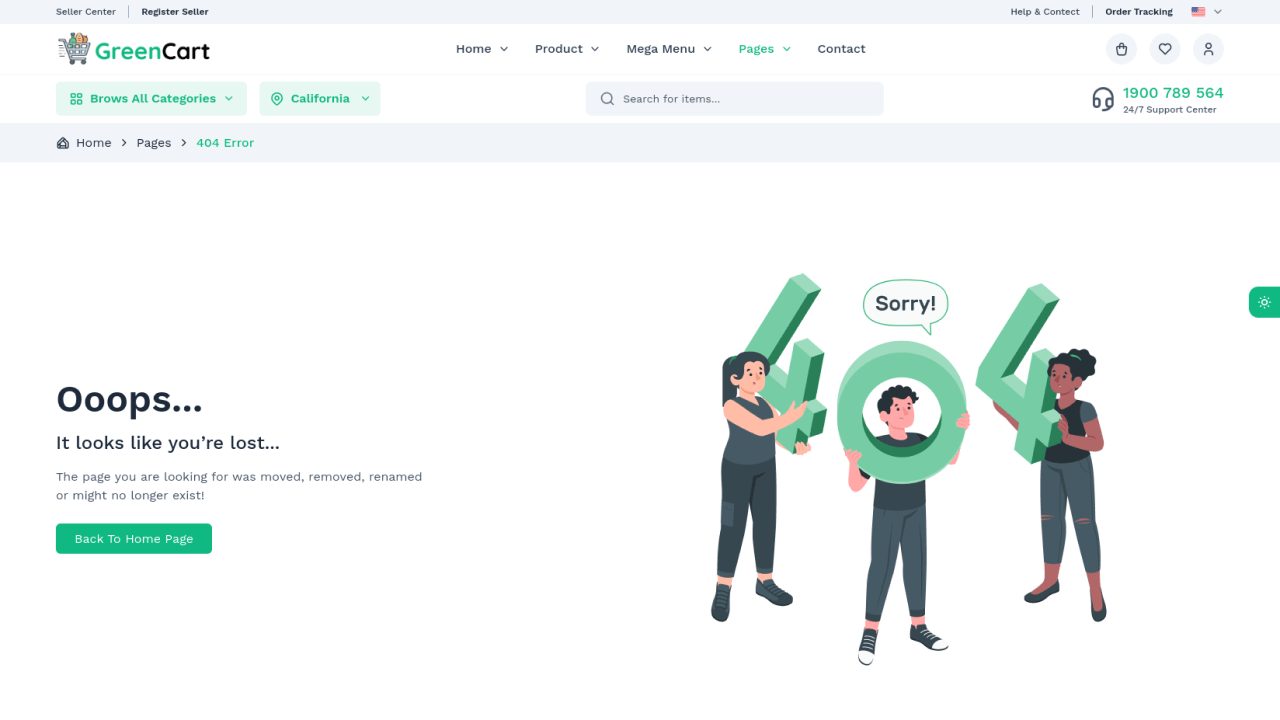 Seller Center
Register Seller
Help & Contect
Order Tracking
GreenCart
Home
Product
Mega Menu
Pages
Contact
Brows All Categories
California
Search for items...
1900 789 564
24/7 Support Center
Home
Pages
404 Error
Sorry!
404
Ooops...
It looks like you’re lost...
The page you are looking for was moved, removed, renamed
or might no longer exist!
Back To Home Page